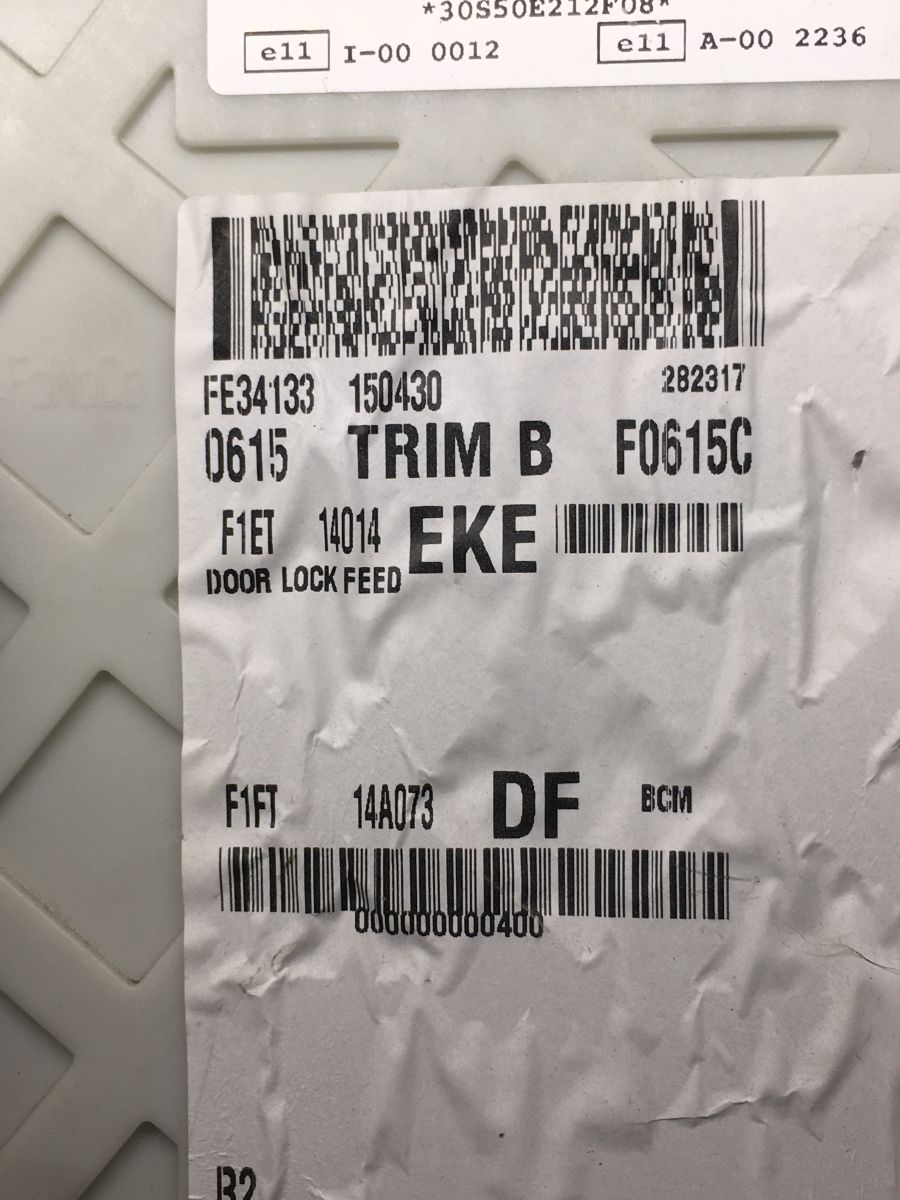 *30S50E212F08*
e11 I-00 0012 e11 A-00 2236
FE34133 150430 282317
0615 TRIM B F0615C
F1ET 14014 EKE
DOOR LOCK FEED
F1FT 14A073 DF BCM
000000000400
B2